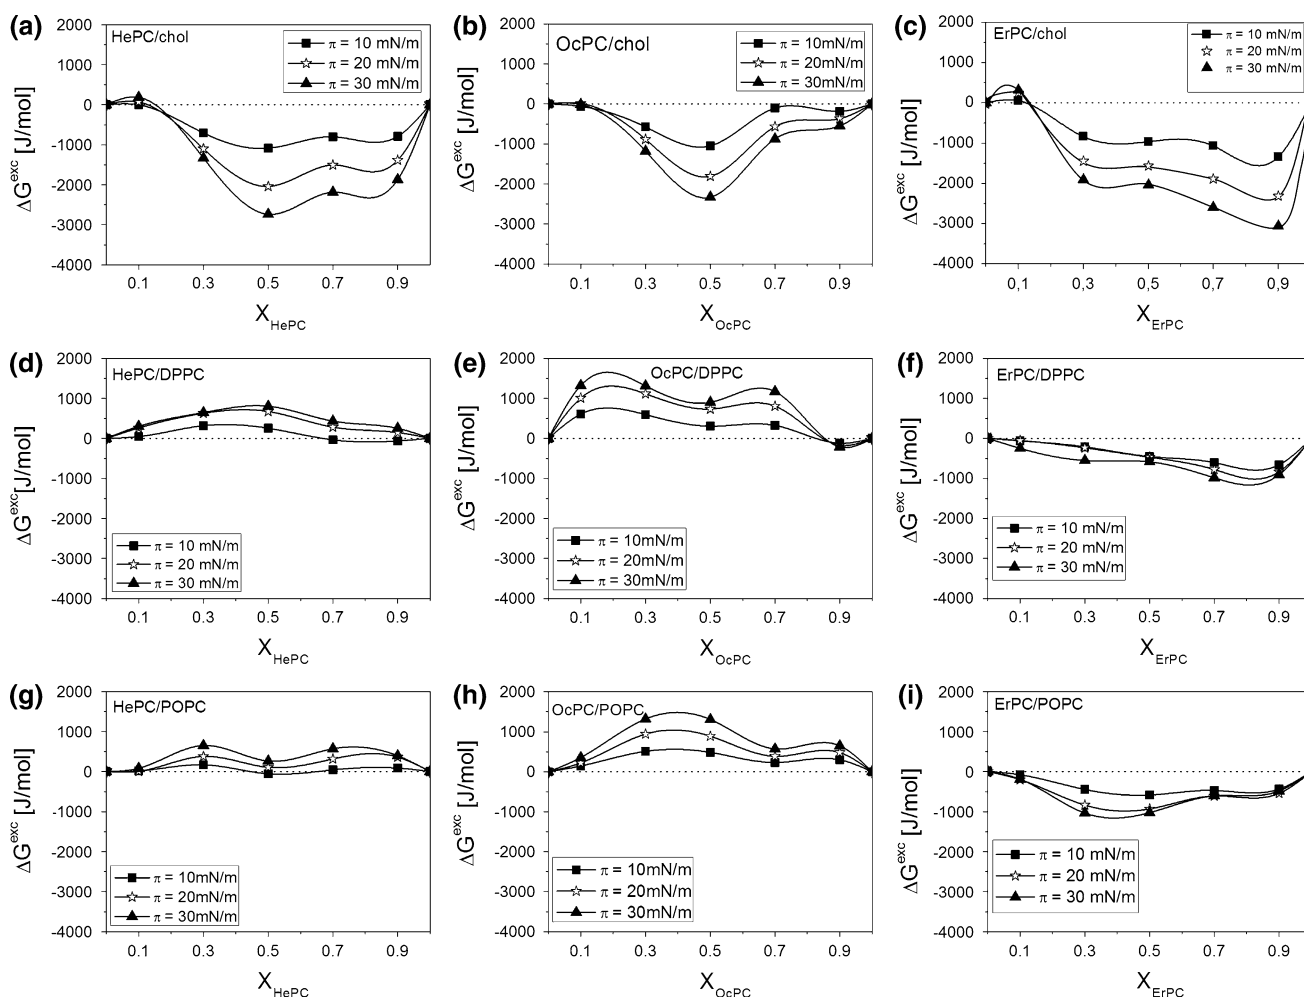 (a)
HePC/chol
π = 10 mN/m
π = 20 mN/m
π = 30 mN/m
2000
1000
0
-1000
-2000
-3000
-4000
ΔG^exc [J/mol]
0.1 0.3 0.5 0.7 0.9
X_HePC
(b)
OcPC/chol
π = 10mN/m
π = 20mN/m
π = 30mN/m
2000
1000
0
-1000
-2000
-3000
-4000
ΔG^exc [J/mol]
0.1 0.3 0.5 0.7 0.9
X_OcPC
(c)
ErPC/chol
π = 10 mN/m
π = 20 mN/m
π = 30 mN/m
2000
1000
0
-1000
-2000
-3000
-4000
ΔG^exc [J/mol]
0,1 0,3 0,5 0,7 0,9
X_ErPC
(d)
HePC/DPPC
2000
1000
0
-1000
-2000
-3000
-4000
ΔG^exc[J/mol]
π = 10 mN/m
π = 20 mN/m
π = 30 mN/m
0.1 0.3 0.5 0.7 0.9
X_HePC
(e)
OcPC/DPPC
2000
1000
0
-1000
-2000
-3000
-4000
ΔG^exc [J/mol]
π = 10mN/m
π = 20mN/m
π = 30mN/m
0.1 0.3 0.5 0.7 0.9
X_OcPC
(f)
ErPC/DPPC
2000
1000
0
-1000
-2000
-3000
-4000
ΔG^exc [J/mol]
π = 10 mN/m
π = 20 mN/m
π = 30 mN/m
0.1 0.3 0.5 0.7 0.9
X_ErPC
(g)
HePC/POPC
2000
1000
0
-1000
-2000
-3000
-4000
ΔG^exc [J/mol]
π = 10mN/m
π = 20mN/m
π = 30mN/m
0.1 0.3 0.5 0.7 0.9
X_HePC
(h)
OcPC/POPC
2000
1000
0
-1000
-2000
-3000
-4000
ΔG^exc [J/mol]
π = 10mN/m
π = 20mN/m
π = 30mN/m
0.1 0.3 0.5 0.7 0.9
X_OcPC
(i)
ErPC/POPC
2000
1000
0
-1000
-2000
-3000
-4000
ΔG^exc [J/mol]
π = 10 mN/m
π = 20 mN/m
π = 30 mN/m
0.1 0.3 0.5 0.7 0.9
X_ErPC